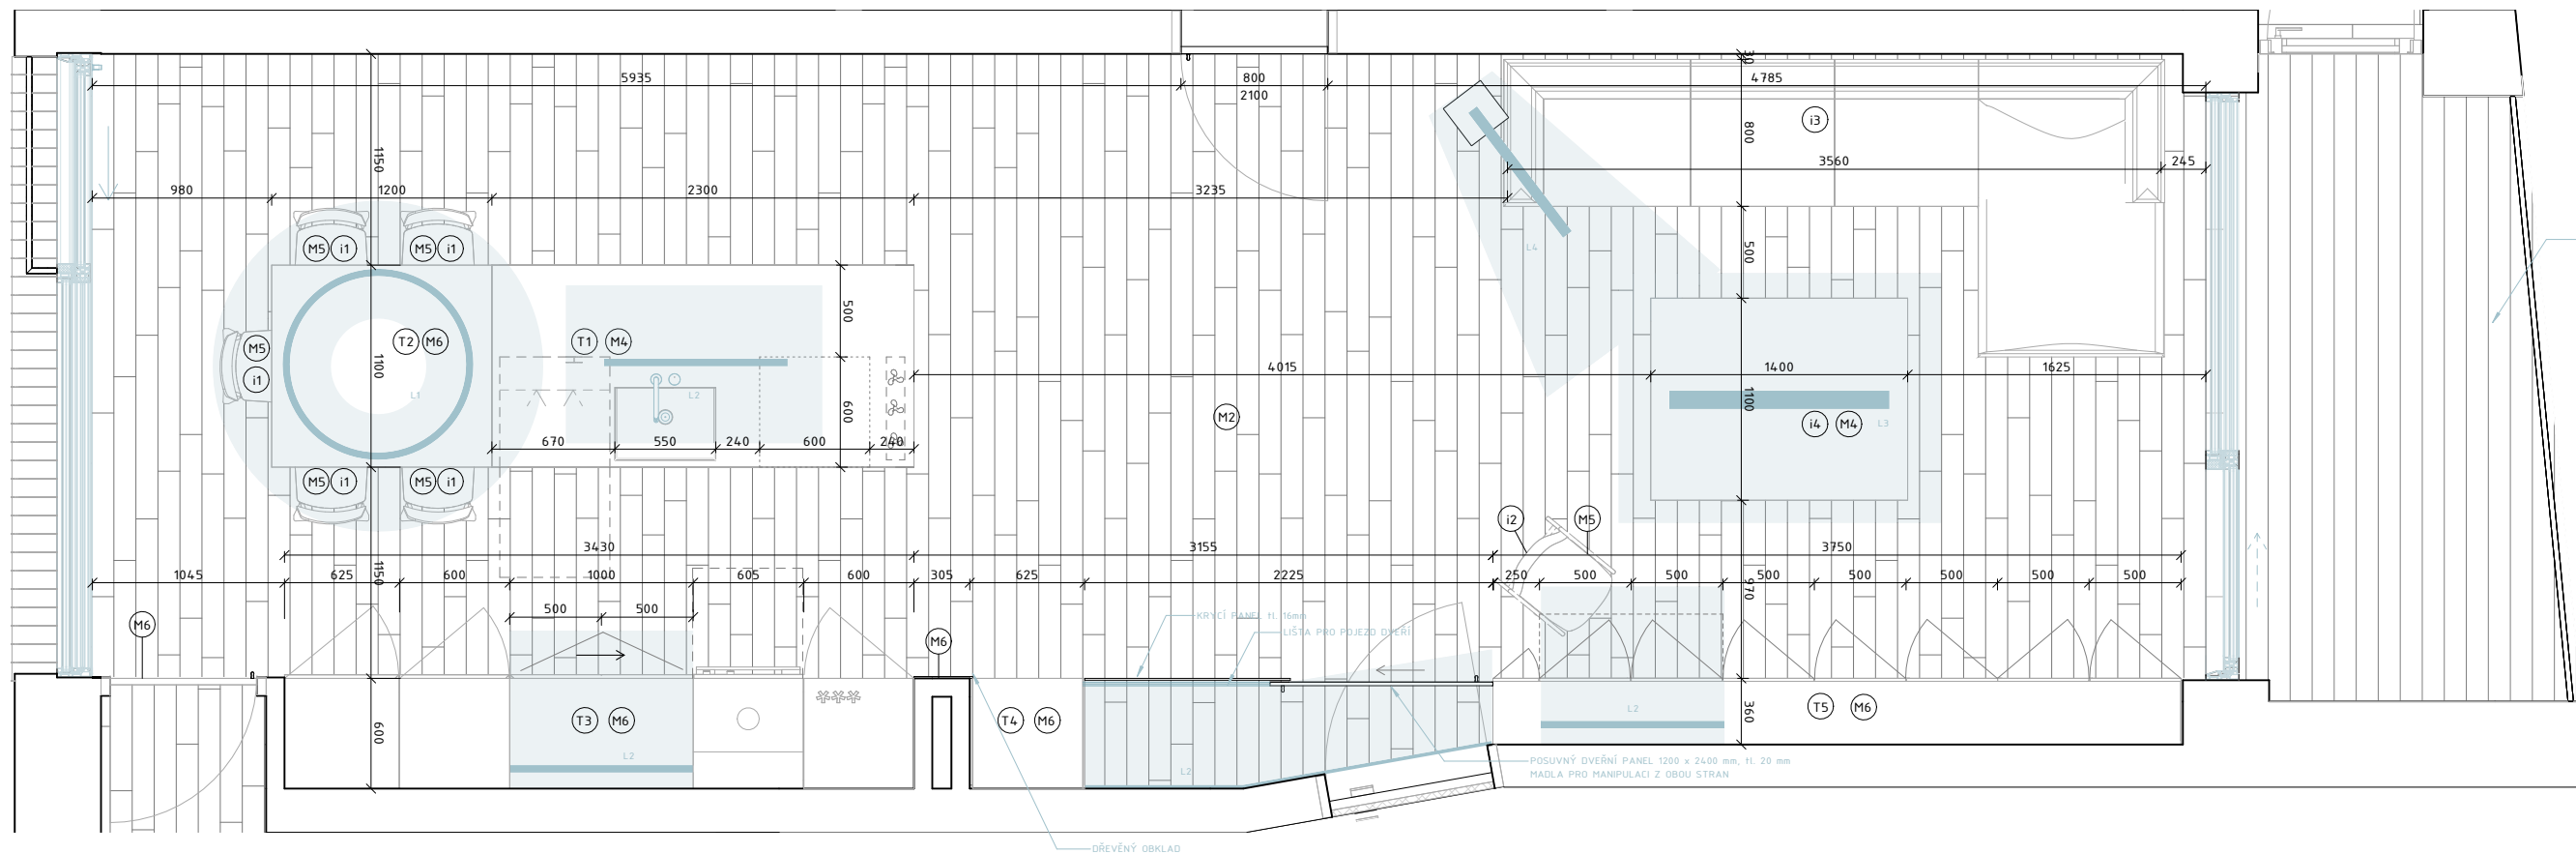 30
5935 800 4785
2100
i3
1150 800
3560 245
980 1200 2300 3235
M5 i1 M5 i1
L4
500
500
T2 M6 T1 M4
M5
i1
1100
4015 1400 1625
L1 L2
1100
600
M2
i4 M4 L3
670 550 240 600 240
M5 i1 M5 i1
i2 M5
3430 3155 3750
1045 625 600 1000 605 600 305 625 2225 250 500 500 500 500 500 500 500
1150 970
500 500
KRYCÍ PANEL tl. 16mm
LIŠTA PRO POJEZD DVEŘÍ
M6 M6
T3 M6 T4 M6 T5 M6
L2
600 360
L2 L2
POSUVNÝ DVEŘNÍ PANEL 1200 x 2400 mm, tl. 20 mm
MADLA PRO MANIPULACI Z OBOU STRAN
DŘEVĚNÝ OBKLAD